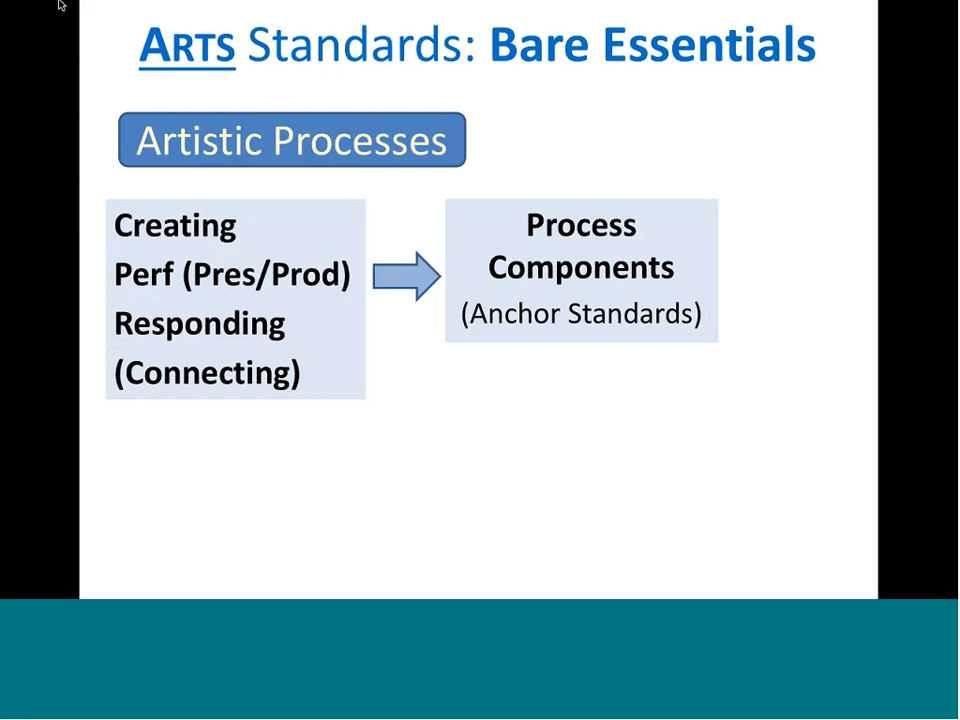 ARTS Standards: Bare Essentials
Artistic Processes
Creating
Perf (Pres/Prod)
Responding
(Connecting)
Process
Components
(Anchor Standards)